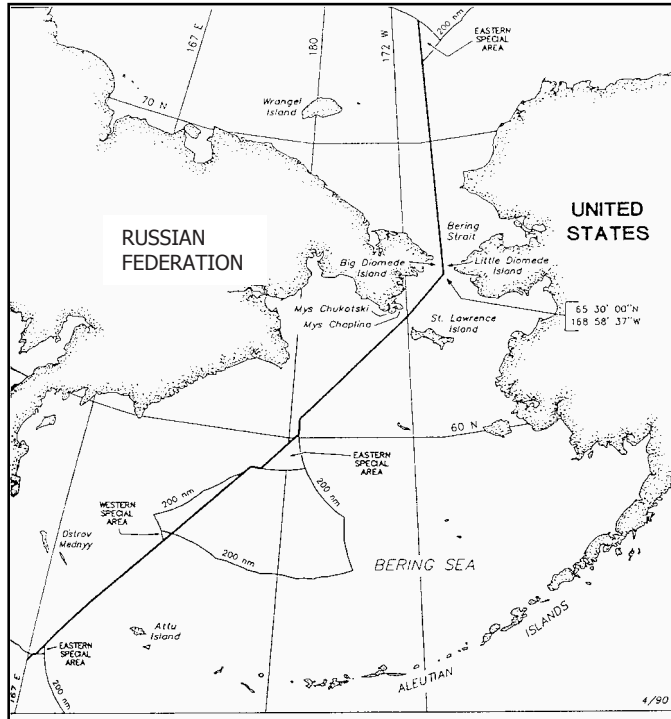 200 nm
EASTERN
SPECIAL
AREA
167 E
180
172 W
70 N
Wrangel
Island
RUSSIAN
FEDERATION
UNITED
STATES
Bering
Strait
Big Diomede
Island
Little Diomede
Island
Mys Chukotski
Mys Chaplina
St. Lawrence
Island
65 30' 00"N
168 58' 37"W
60 N
EASTERN
SPECIAL
AREA
200 nm
200 nm
WESTERN
SPECIAL
AREA
200 nm
Ostrov
Mednyy
BERING SEA
Attu
Island
EASTERN
SPECIAL
AREA
167 E
200 nm
ALEUTIAN
ISLANDS
4/90